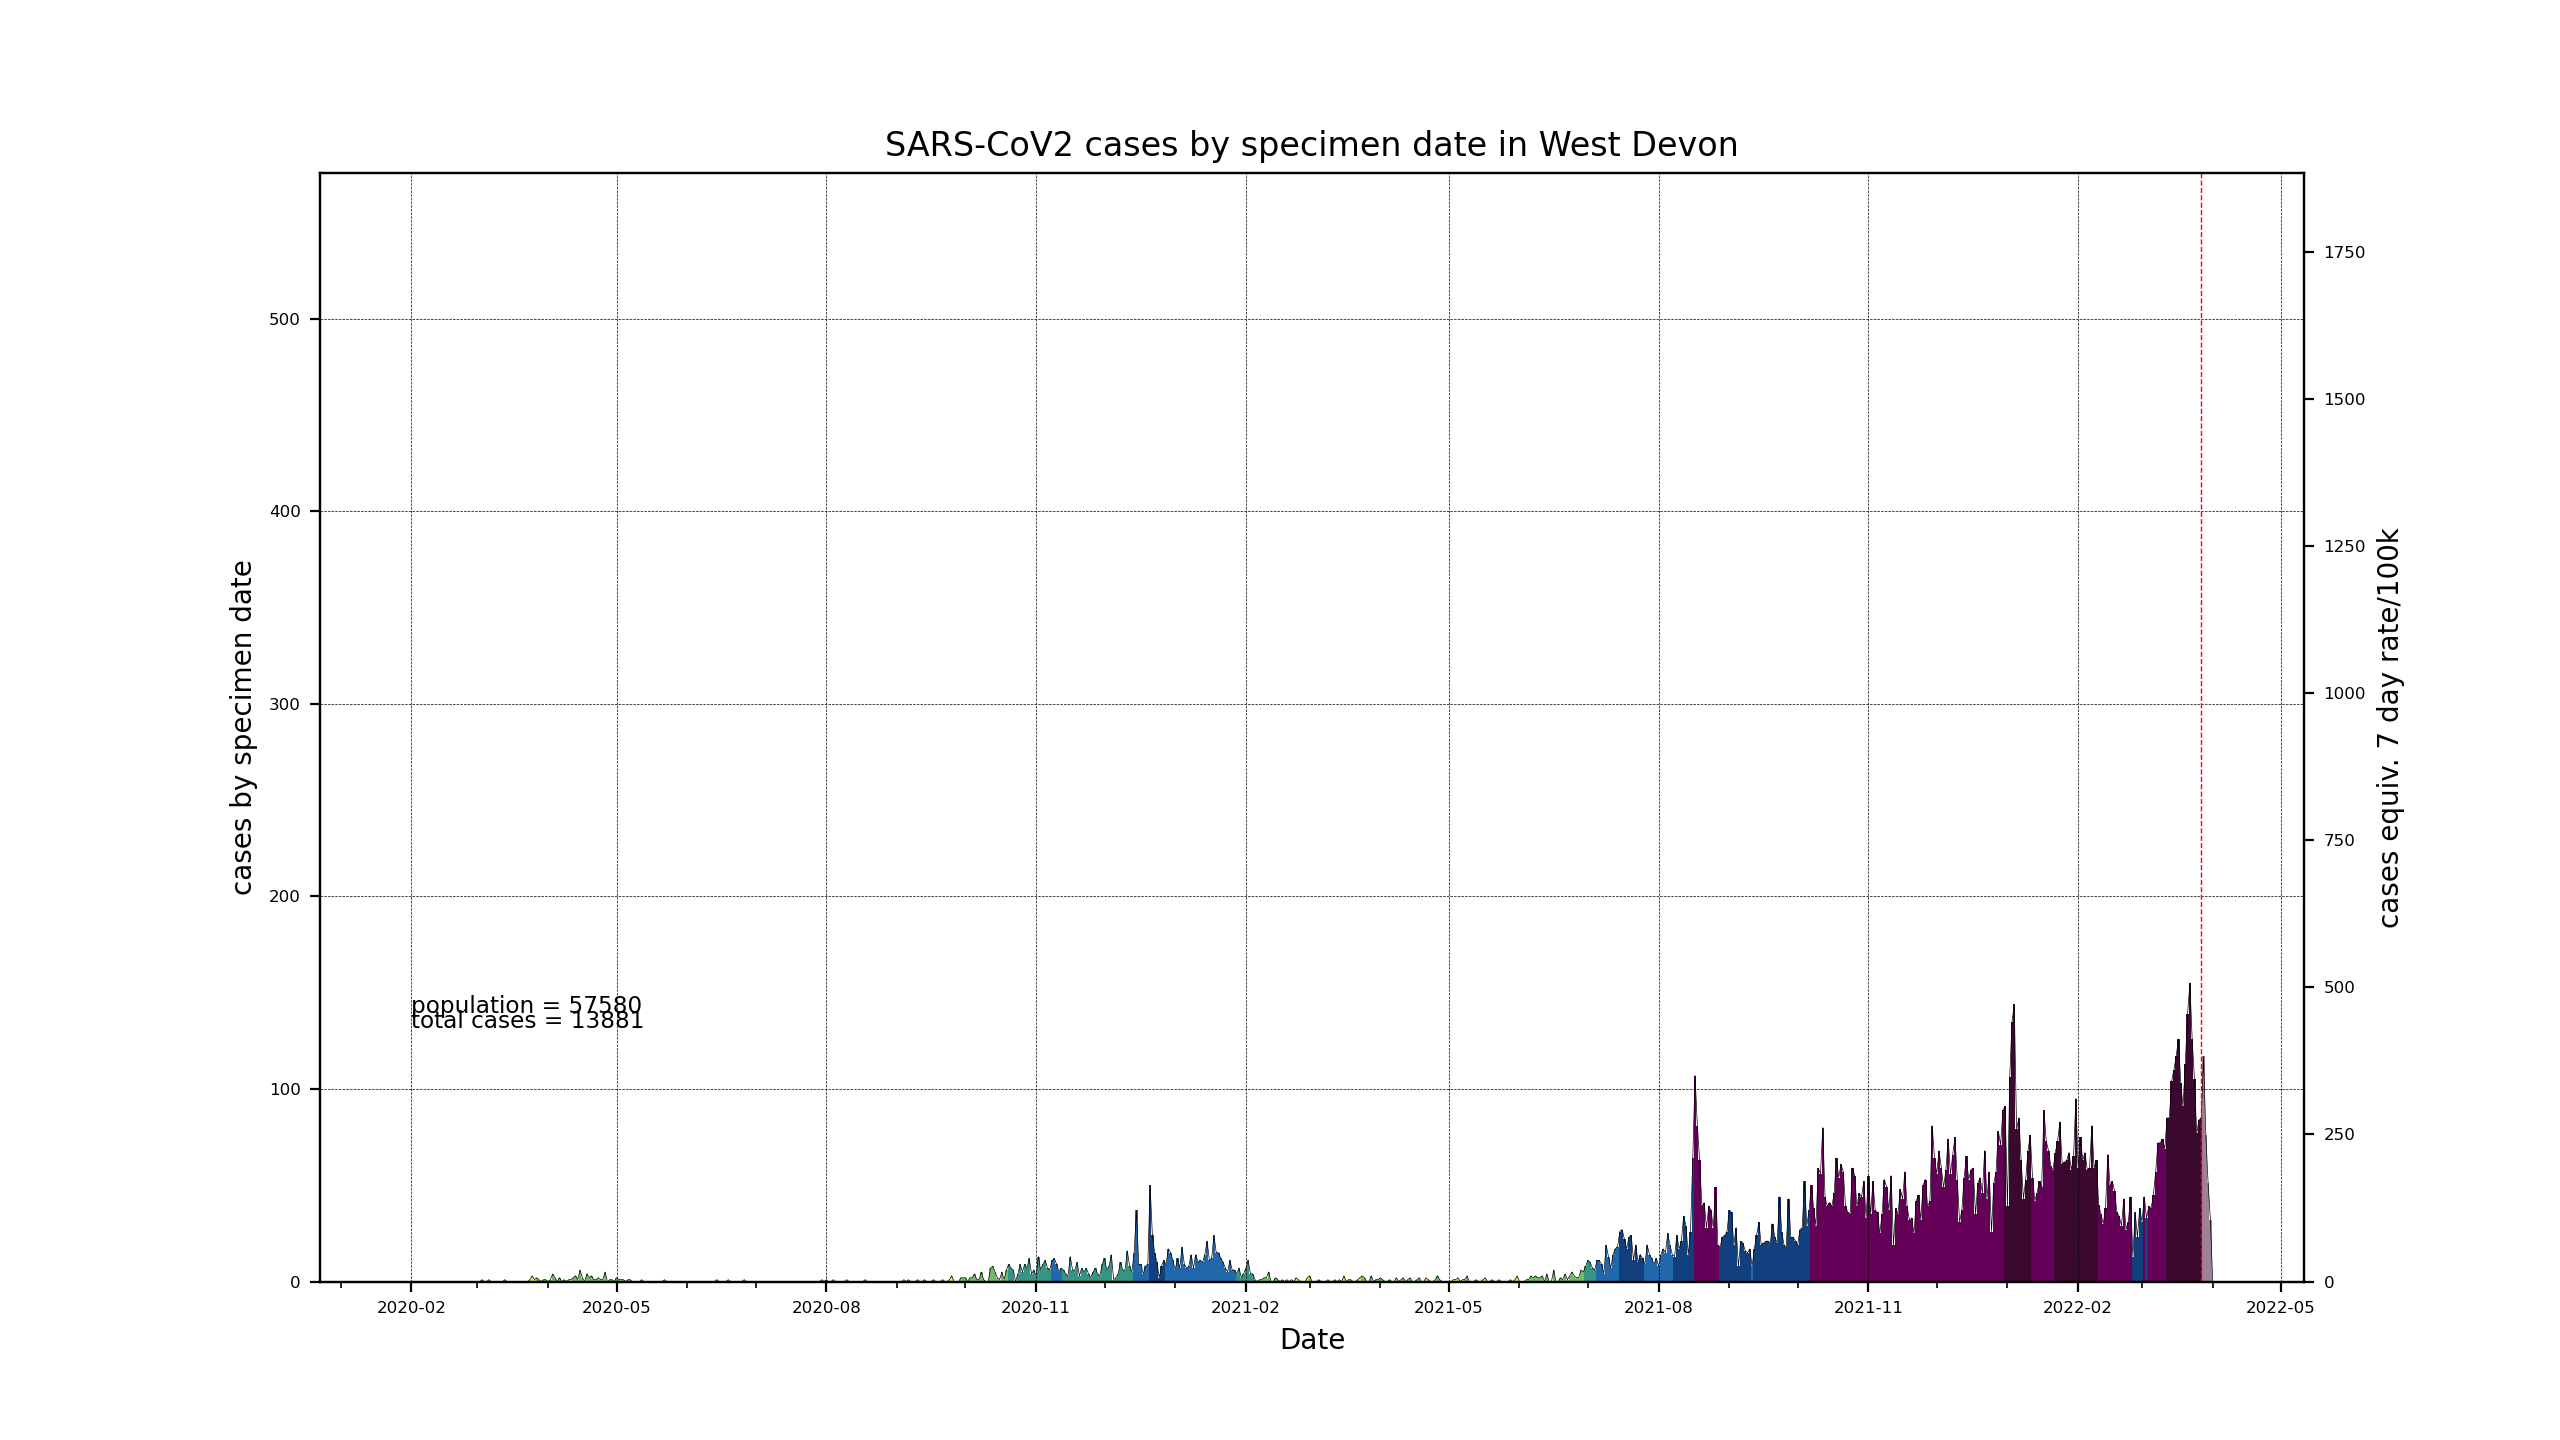 SARS-CoV2 cases by specimen date in West Devon
cases by specimen date
500
400
300
200
100
0
population = 57580
total cases = 13881
1750
1500
1250
1000
750
500
250
0
cases equiv. 7 day rate/100k
2020-02 2020-05 2020-08 2020-11 2021-02 2021-05 2021-08 2021-11 2022-02 2022-05
Date